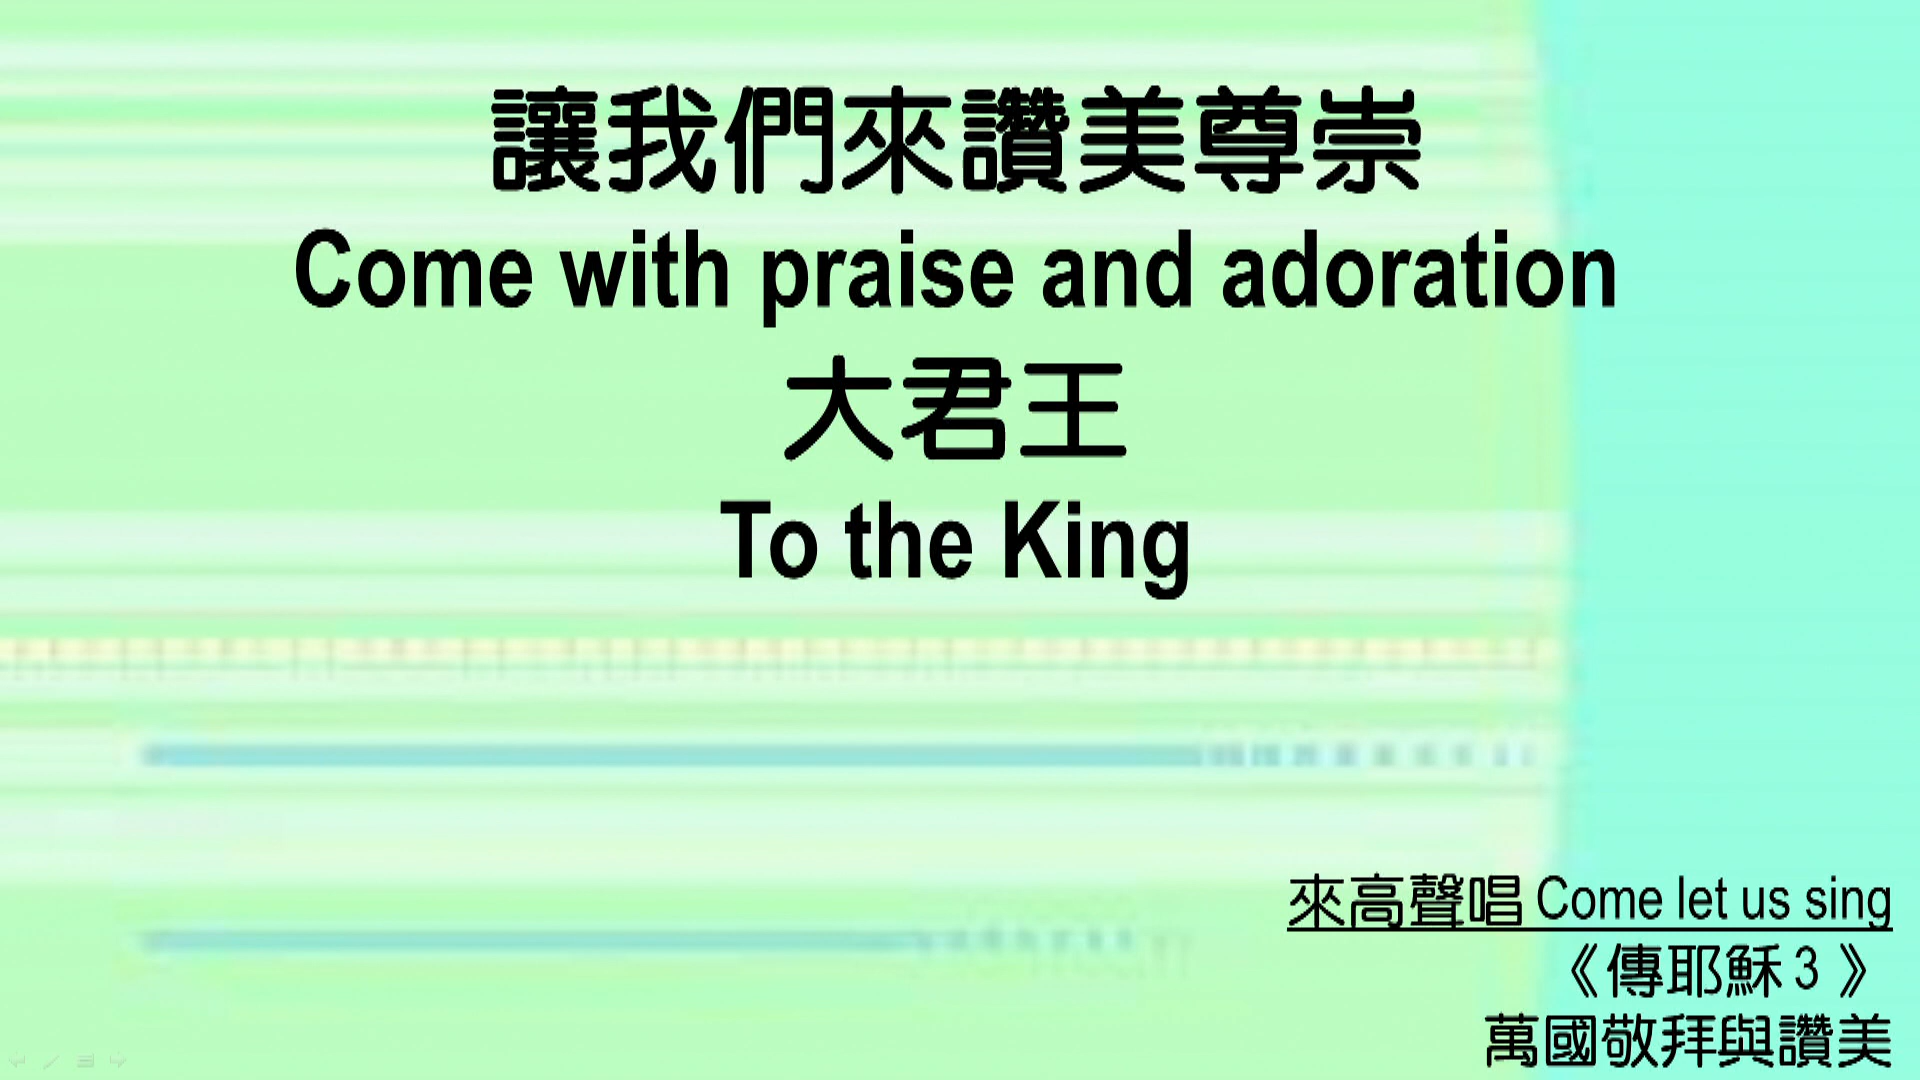 讓我們來讚美尊崇
Come with praise and adoration
大君王
To the King
來高聲唱 Come let us sing
《傳耶穌3》
萬國敬拜與讚美